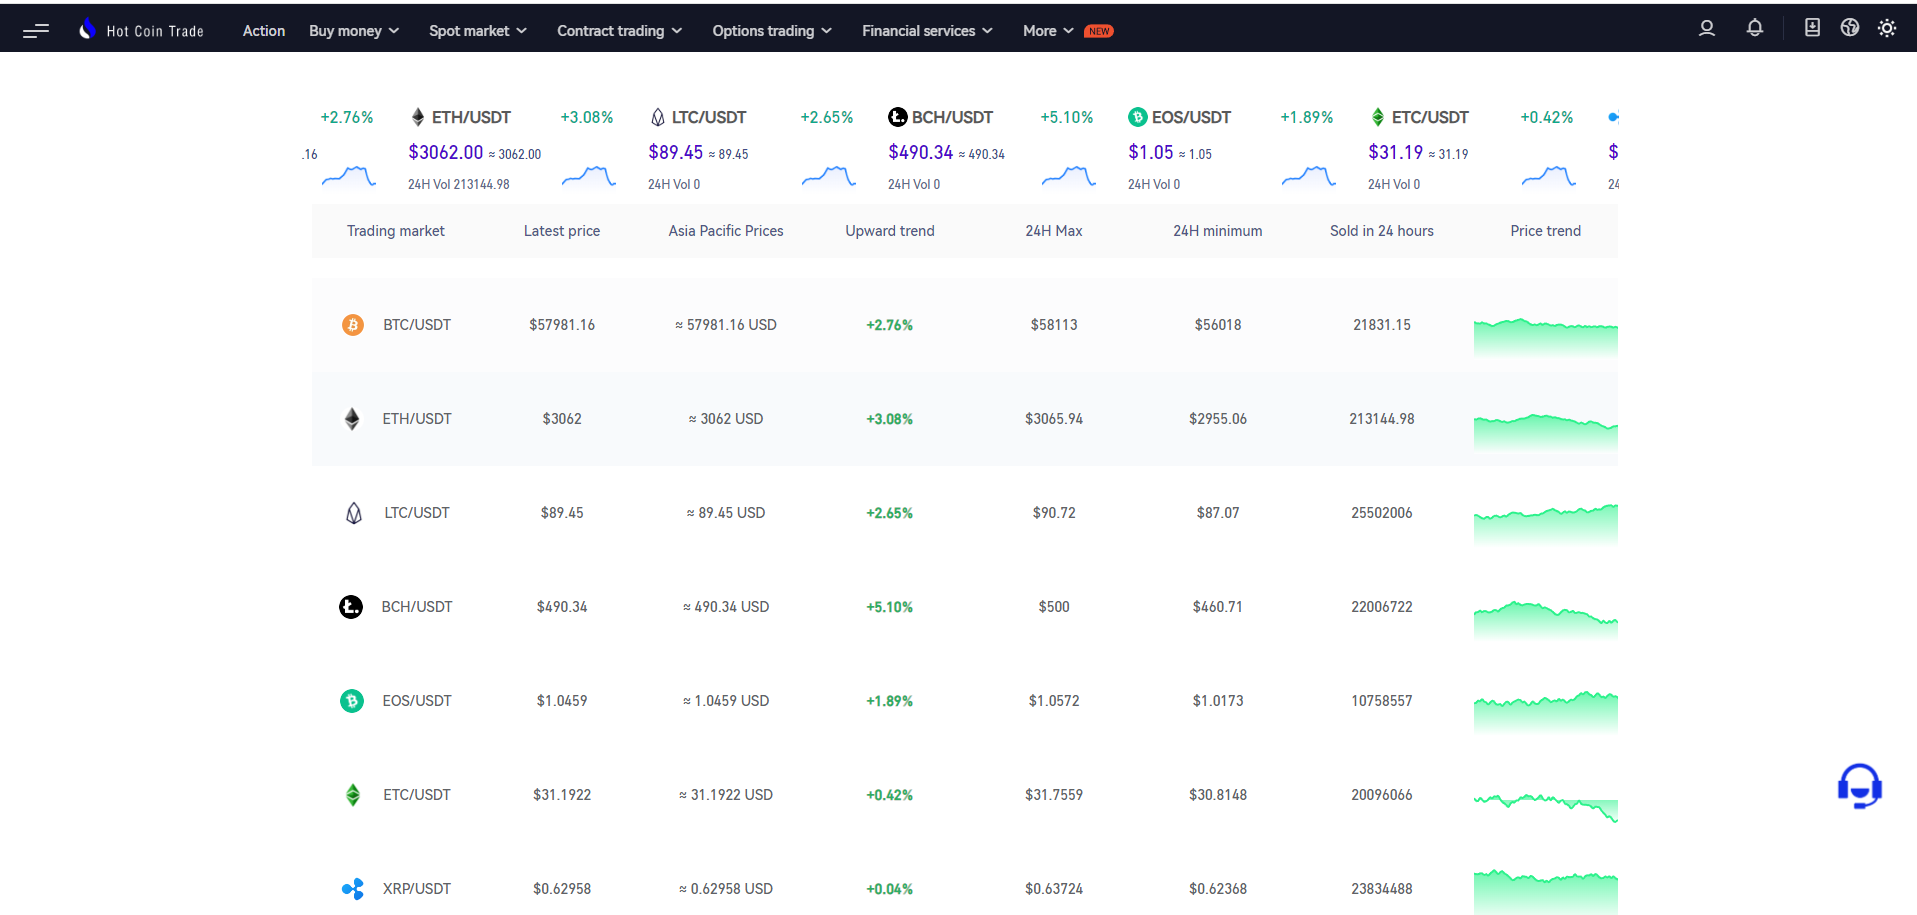 Hot Coin Trade Action Buy money Spot market Contract trading Options trading Financial services More NEW
+2.76% ETH/USDT +3.08% LTC/USDT +2.65% BCH/USDT +5.10% EOS/USDT +1.89% ETC/USDT +0.42%
.16 $3062.00 ≈ 3062.00 $89.45 ≈ 89.45 $490.34 ≈ 490.34 $1.05 ≈ 1.05 $31.19 ≈ 31.19 $
24H Vol 213144.98 24H Vol 0 24H Vol 0 24H Vol 0 24H Vol 0 24
Trading market Latest price Asia Pacific Prices Upward trend 24H Max 24H minimum Sold in 24 hours Price trend
BTC/USDT $57981.16 ≈ 57981.16 USD +2.76% $58113 $56018 21831.15
ETH/USDT $3062 ≈ 3062 USD +3.08% $3065.94 $2955.06 213144.98
LTC/USDT $89.45 ≈ 89.45 USD +2.65% $90.72 $87.07 25502006
BCH/USDT $490.34 ≈ 490.34 USD +5.10% $500 $460.71 22006722
EOS/USDT $1.0459 ≈ 1.0459 USD +1.89% $1.0572 $1.0173 10758557
ETC/USDT $31.1922 ≈ 31.1922 USD +0.42% $31.7559 $30.8148 20096066
XRP/USDT $0.62958 ≈ 0.62958 USD +0.04% $0.63724 $0.62368 23834488